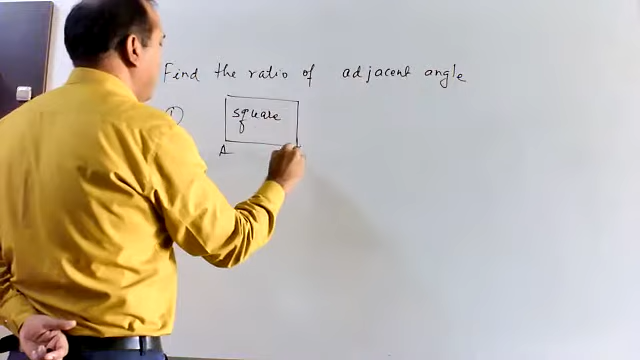 Find the ratio of adjacent angle
①
square
A